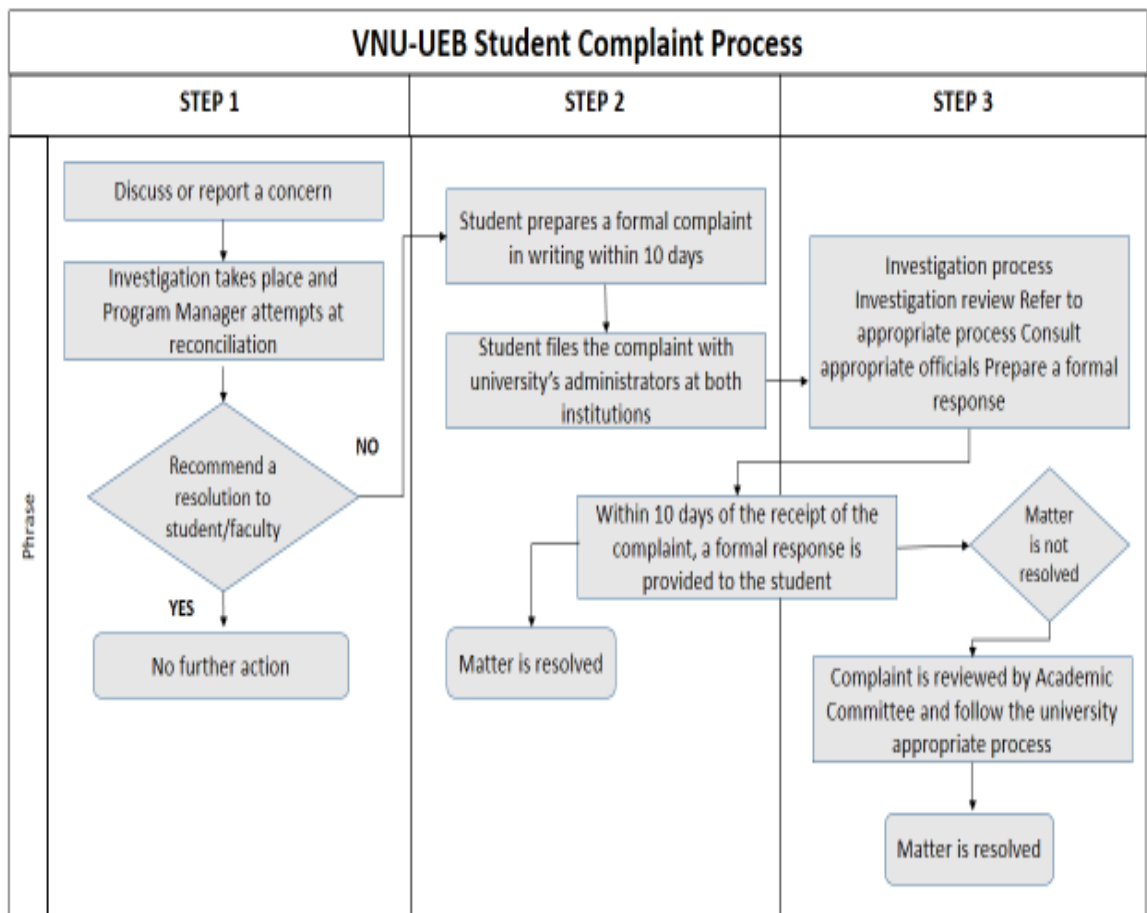 VNU-UEB Student Complaint Process
STEP 1
STEP 2
STEP 3
Phrase
Discuss or report a concern
Investigation takes place and
Program Manager attempts at
reconciliation
Recommend a
resolution to
student/faculty
NO
YES
No further action
Student prepares a formal complaint
in writing within 10 days
Student files the complaint with
university's administrators at both
institutions
Investigation process
Investigation review Refer to
appropriate process Consult
appropriate officials Prepare a formal
response
Within 10 days of the receipt of the
complaint, a formal response is
provided to the student
Matter is resolved
Matter
is not
resolved
Complaint is reviewed by Academic
Committee and follow the university
appropriate process
Matter is resolved